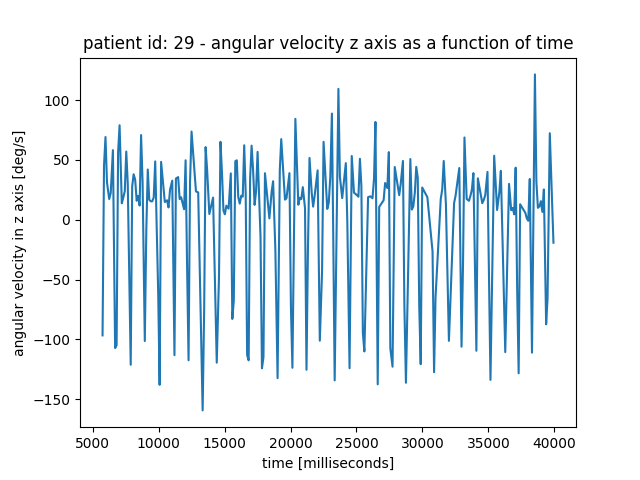 patient id: 29 - angular velocity z axis as a function of time
angular velocity in z axis [deg/s]
100
50
0
−50
−100
−150
5000 10000 15000 20000 25000 30000 35000 40000
time [milliseconds]